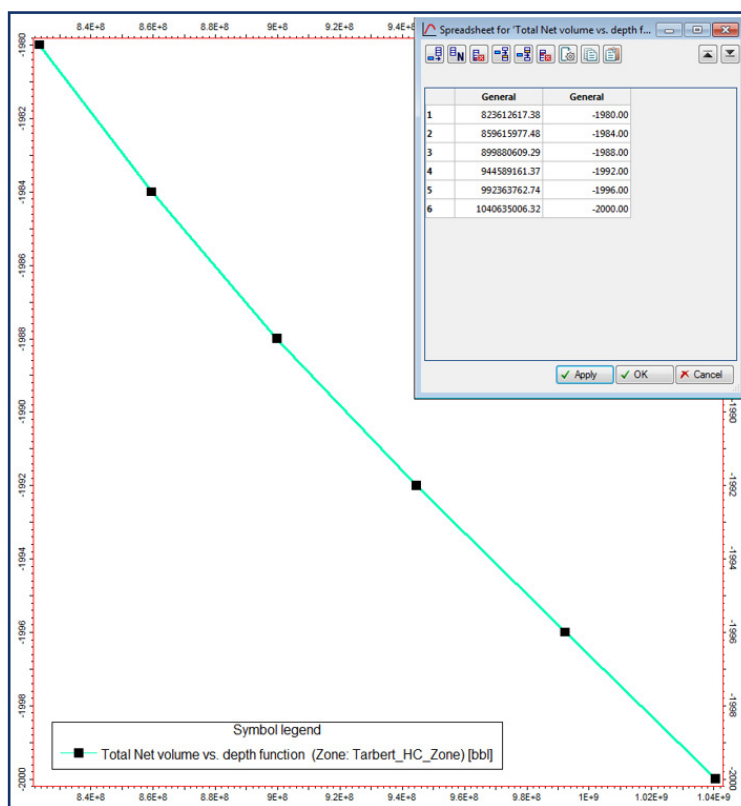 8.4E+8 8.6E+8 8.8E+8 9E+8 9.2E+8 9.4E+8
Spreadsheet for 'Total Net volume vs. depth f...
N
General General
1 823612617.38 -1980.00
2 859615977.48 -1984.00
3 899880609.29 -1988.00
4 944589161.37 -1992.00
5 992363762.74 -1996.00
6 1040635006.32 -2000.00
Apply OK Cancel
-1980
-1982
-1984
-1986
-1988
-1990
-1992
-1994
-1996
-1998
-2000
-1990
-1992
-1994
-1996
-1998
-2000
Symbol legend
Total Net volume vs. depth function (Zone: Tarbert_HC_Zone) [bbl]
8.4E+8 8.6E+8 8.8E+8 9E+8 9.2E+8 9.4E+8 9.6E+8 9.8E+8 1E+9 1.02E+9 1.04E+9